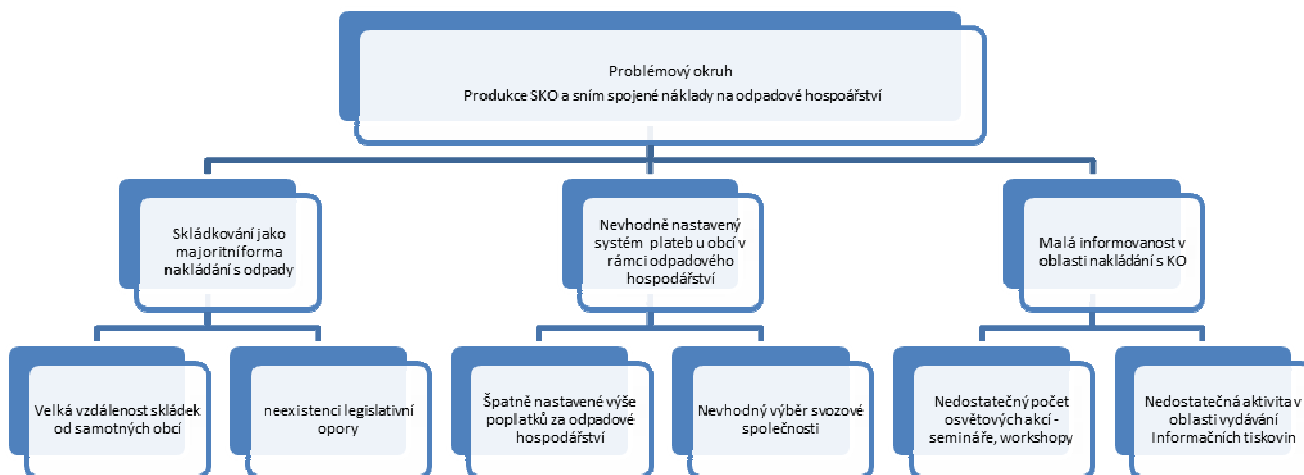 Problémový okruh
Produkce SKO a sním spojené náklady na odpadové hospoářství
Skládkování jako
majoritní forma
nakládání s odpady
Nevhodně nastavený
systém plateb u obcí v
rámci odpadového
hospodářství
Malá informovanost v
oblasti nakládání s KO
Velká vzdálenost skládek
od samotných obcí
neexistenci legislativní
opory
Špatně nastavené výše
poplatků za odpadové
hospodářství
Nevhodný výběr svozové
společnosti
Nedostatečný počet
osvětových akcí -
semináře, workshopy
Nedostatečná aktivita v
oblasti vydávání
Informačních tiskovin